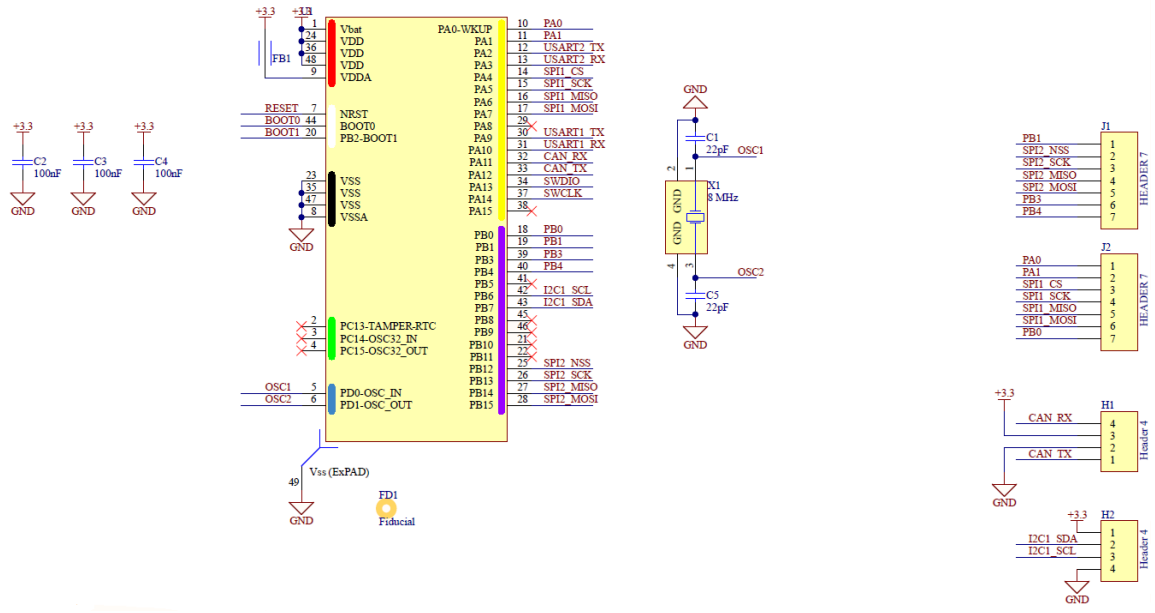 +3.3
+3.3
U1
1 Vbat
24 VDD
36 VDD
48 VDD
9 VDDA
FB1
RESET 7 NRST
BOOT0 44 BOOT0
BOOT1 20 PB2-BOOT1
23 VSS
35 VSS
47 VSS
8 VSSA
GND
2 PC13-TAMPER-RTC
3 PC14-OSC32_IN
4 PC15-OSC32_OUT
OSC1 5 PD0-OSC_IN
OSC2 6 PD1-OSC_OUT
49 Vss (ExPAD)
GND
PA0-WKUP 10 PA0
PA1 11 PA1
PA2 12 USART2_TX
PA3 13 USART2_RX
PA4 14 SPI1_CS
PA5 15 SPI1_SCK
PA6 16 SPI1_MISO
PA7 17 SPI1_MOSI
PA8 29
PA9 30 USART1_TX
PA10 31 USART1_RX
PA11 32 CAN_RX
PA12 33 CAN_TX
PA13 34 SWDIO
PA14 37 SWCLK
PA15 38
PB0 18 PB0
PB1 19 PB1
PB3 39 PB3
PB4 40 PB4
PB5 41
PB6 42 I2C1_SCL
PB7 43 I2C1_SDA
PB8 45
PB9 46
PB10 21
PB11 22
PB12 25 SPI2_NSS
PB13 26 SPI2_SCK
PB14 27 SPI2_MISO
PB15 28 SPI2_MOSI
+3.3
C2
100nF
GND
+3.3
C3
100nF
GND
+3.3
C4
100nF
GND
FD1
Fiducial
GND
C1
22pF
OSC1
2 1
X1
8 MHz
GND GND
4 3
OSC2
C5
22pF
GND
J1
PB1 1
SPI2_NSS 2
SPI2_SCK 3
SPI2_MISO 4
SPI2_MOSI 5
PB3 6
PB4 7
HEADER 7
J2
PA0 1
PA1 2
SPI1_CS 3
SPI1_SCK 4
SPI1_MISO 5
SPI1_MOSI 6
PB0 7
HEADER 7
+3.3
H1
CAN_RX 4
3
2
CAN_TX 1
Header 4
GND
+3.3
H2
1
I2C1_SDA 2
I2C1_SCL 3
4
Header 4
GND